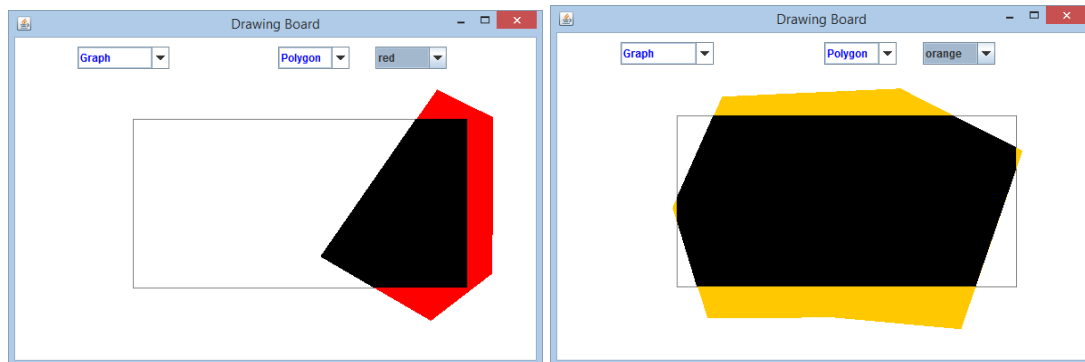 Drawing Board
Graph
Polygon
red
Drawing Board
Graph
Polygon
orange